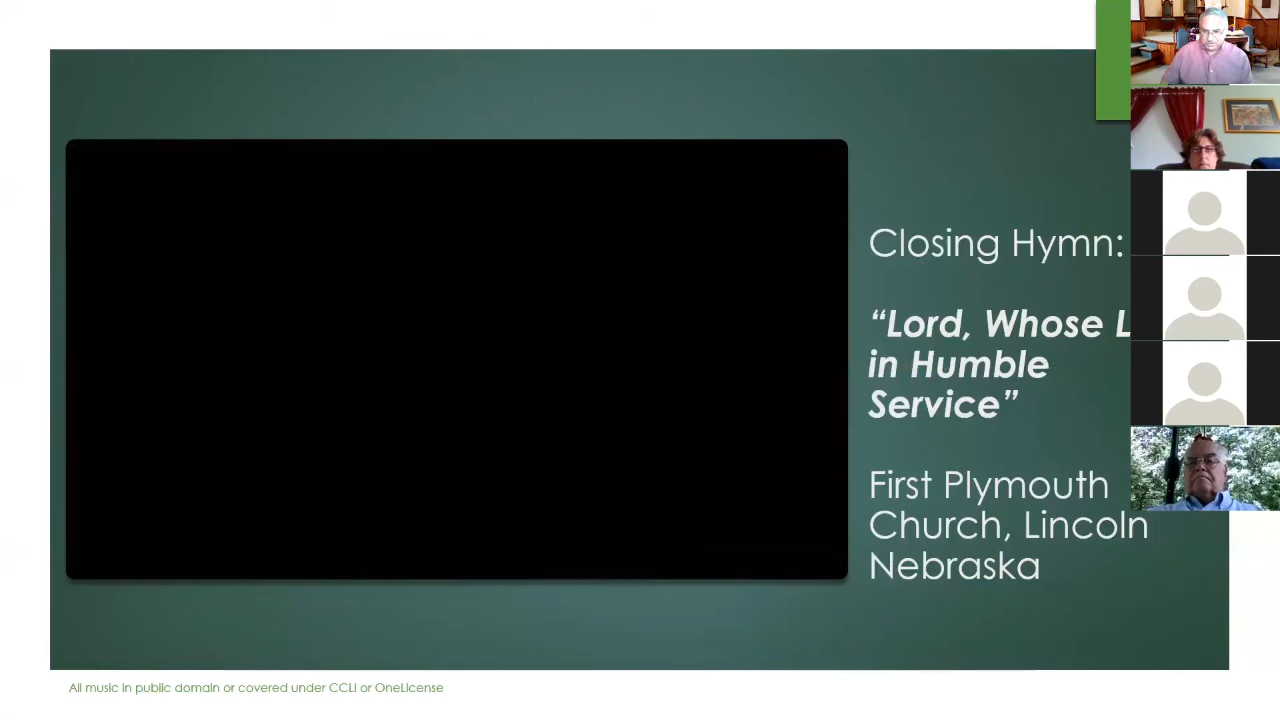 Closing Hymn:
“Lord, Whose L
in Humble
Service”
First Plymouth
Church, Lincoln
Nebraska
All music in public domain or covered under CCLI or OneLicense